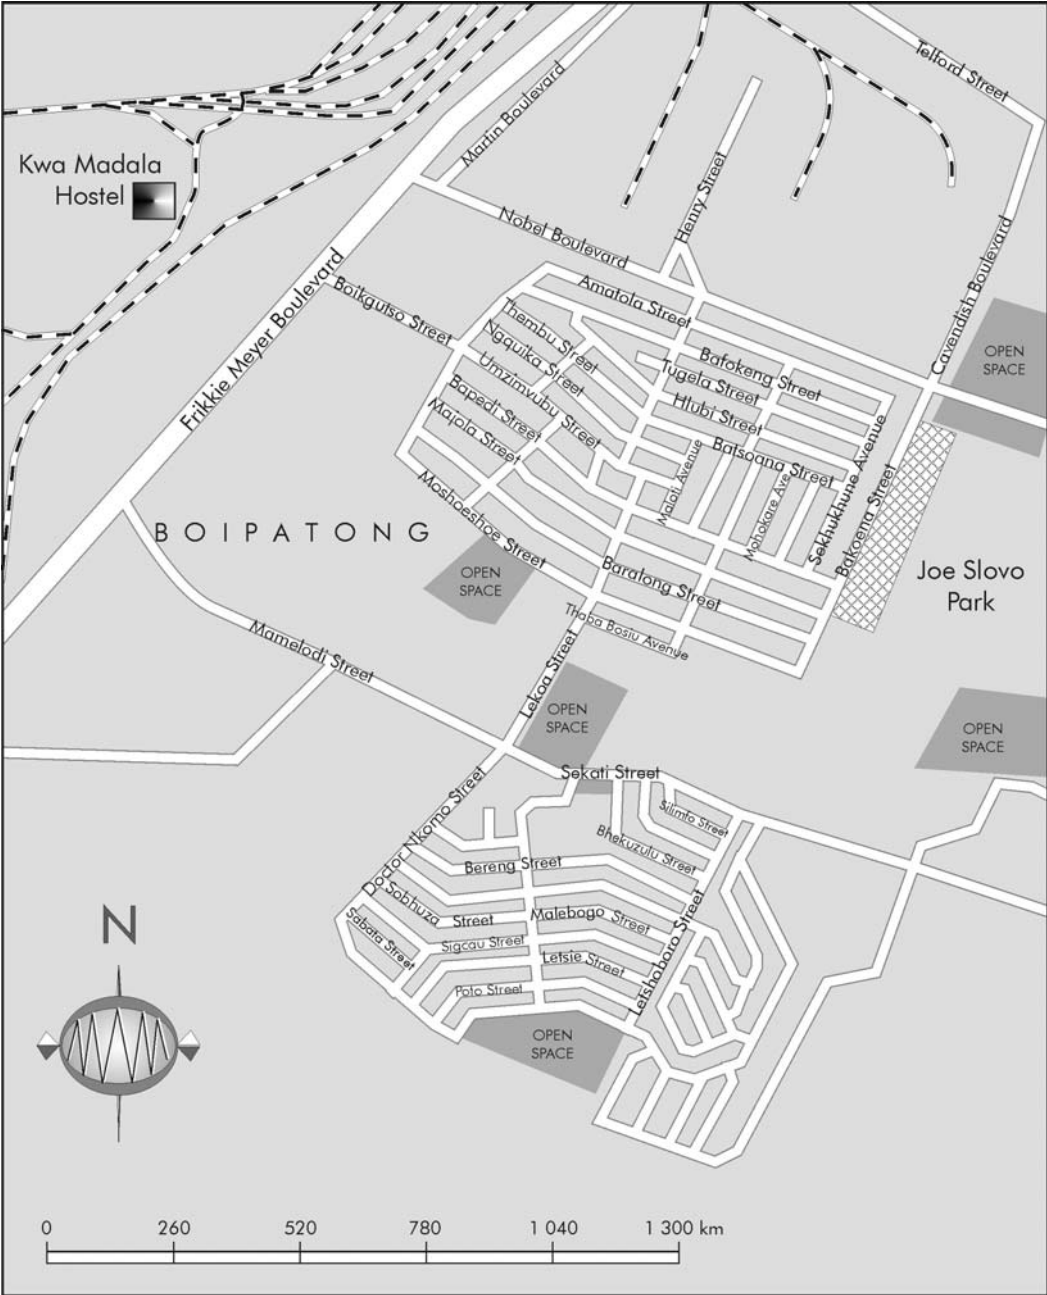 Telford Street
Martin Boulevard
Kwa Madala
Hostel
Henry Street
Nobel Boulevard
Cavendish Boulevard
Frikkie Meyer Boulevard
Boikgutso Street
Amatola Street
Thembu Street
Ngquika Street
Umzimvubu Street
Bapedi Street
Majola Street
Moshoeshoe Street
Bafokeng Street
Tugela Street
Hlubi Street
Batsoana Street
Maloti Avenue
Mohokare Ave
Sekhukhune Avenue
Bakoena Street
OPEN
SPACE
BOIPATONG
OPEN
SPACE
Joe Slovo
Park
Baralong Street
Thaba Bosiu Avenue
Mamelodi Street
Lekoa Street
OPEN
SPACE
OPEN
SPACE
Sekati Street
Silimfo Street
Bhekuzulu Street
Doctor Nkomo Street
Bereng Street
Sobhuza Street
Malebogo Street
Sabata Street
Sigcau Street
Letsie Street
Poto Street
Letshoboro Street
OPEN
SPACE
N
0 260 520 780 1 040 1 300 km